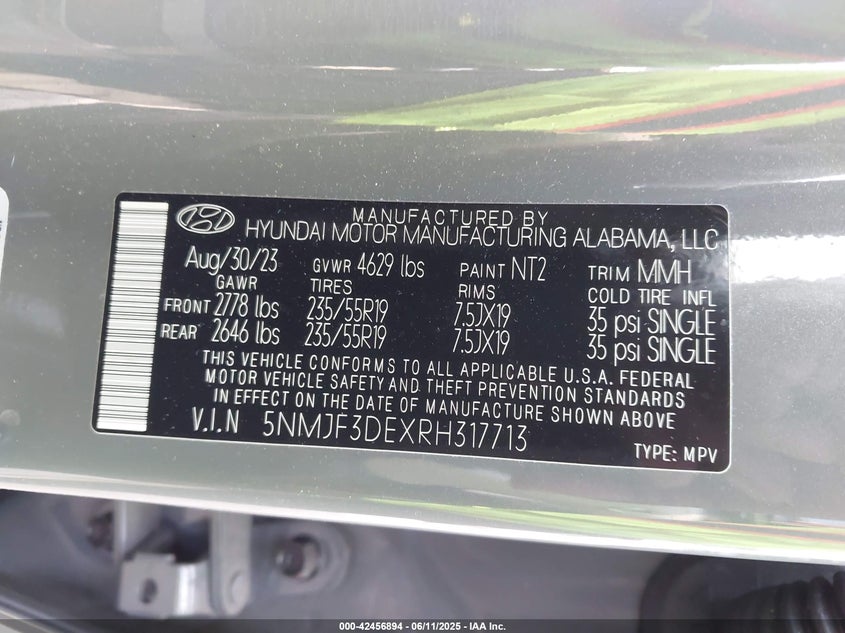 MANUFACTURED BY
HYUNDAI MOTOR MANUFACTURING ALABAMA, LLC
Aug/30/23 GVWR 4629 lbs PAINT NT2 TRIM MMH
GAWR TIRES RIMS COLD TIRE INFL
FRONT 2778 lbs 235/55R19 7.5JX19 35 psi SINGLE
REAR 2646 lbs 235/55R19 7.5JX19 35 psi SINGLE
THIS VEHICLE CONFORMS TO ALL APPLICABLE U.S.A. FEDERAL
MOTOR VEHICLE SAFETY AND THEFT PREVENTION STANDARDS
IN EFFECT ON THE DATE OF MANUFACTURE SHOWN ABOVE
V.I.N 5NMJF3DEXRH317713
TYPE: MPV
000-42456894 - 06/11/2025 - IAA Inc.